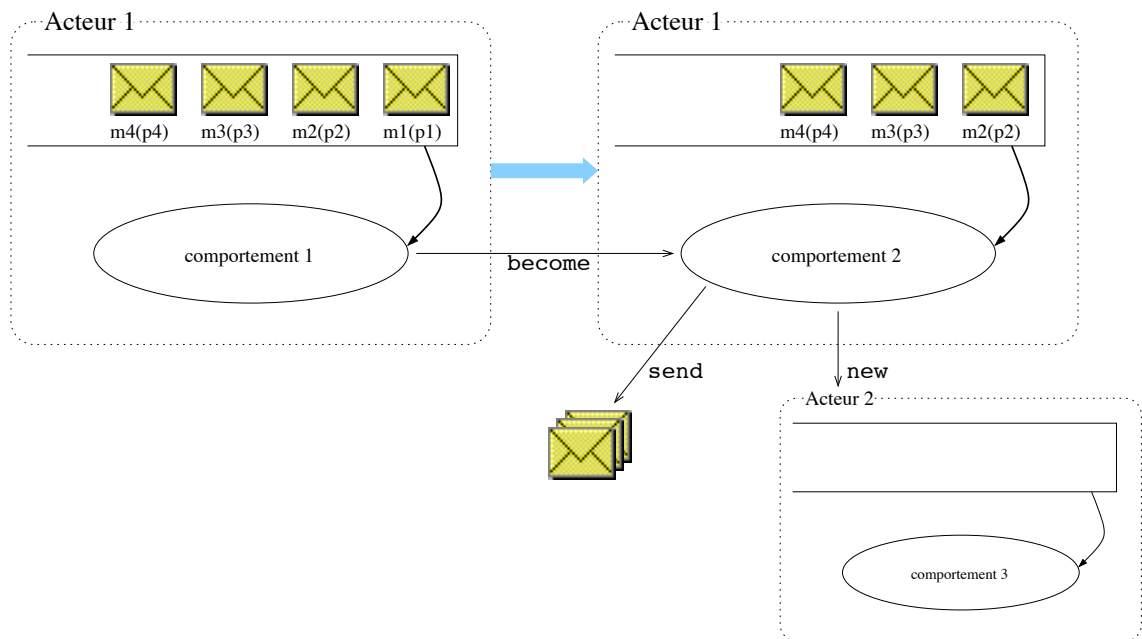 Acteur 1
Acteur 1
m4(p4) m3(p3) m2(p2) m1(p1)
m4(p4) m3(p3) m2(p2)
comportement 1
become
comportement 2
send
new
Acteur 2
comportement 3